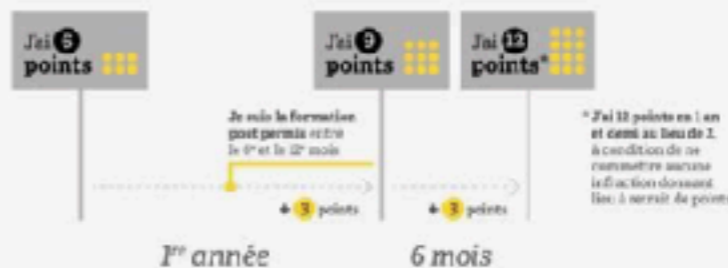 J'ai 6
points
J'ai 9
points
J'ai 12
points*
Je suis la formation
post permis entre
le 6e et le 12e mois
* J'ai 12 points en 1 an
et demi au lieu de 2,
à condition de ne
commettre aucune
infraction donnant
lieu à retrait de points
+ 3 points
+ 3 points
1re année
6 mois